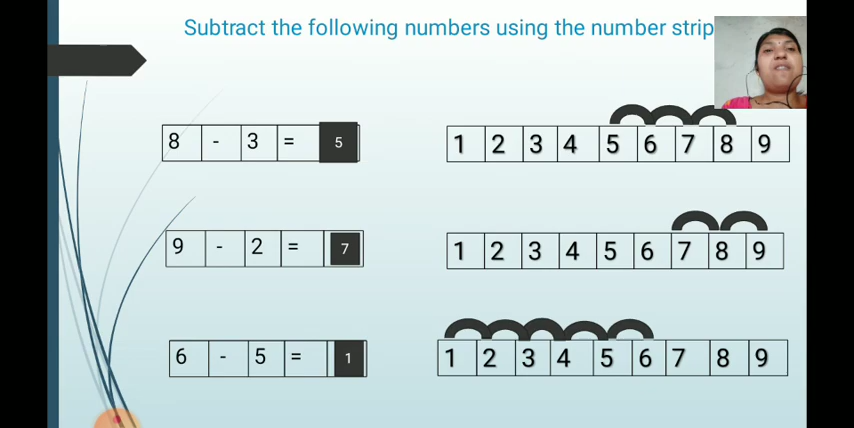 Subtract the following numbers using the number strip
8 - 3 = 5
1 2 3 4 5 6 7 8 9
9 - 2 = 7
1 2 3 4 5 6 7 8 9
6 - 5 = 1
1 2 3 4 5 6 7 8 9